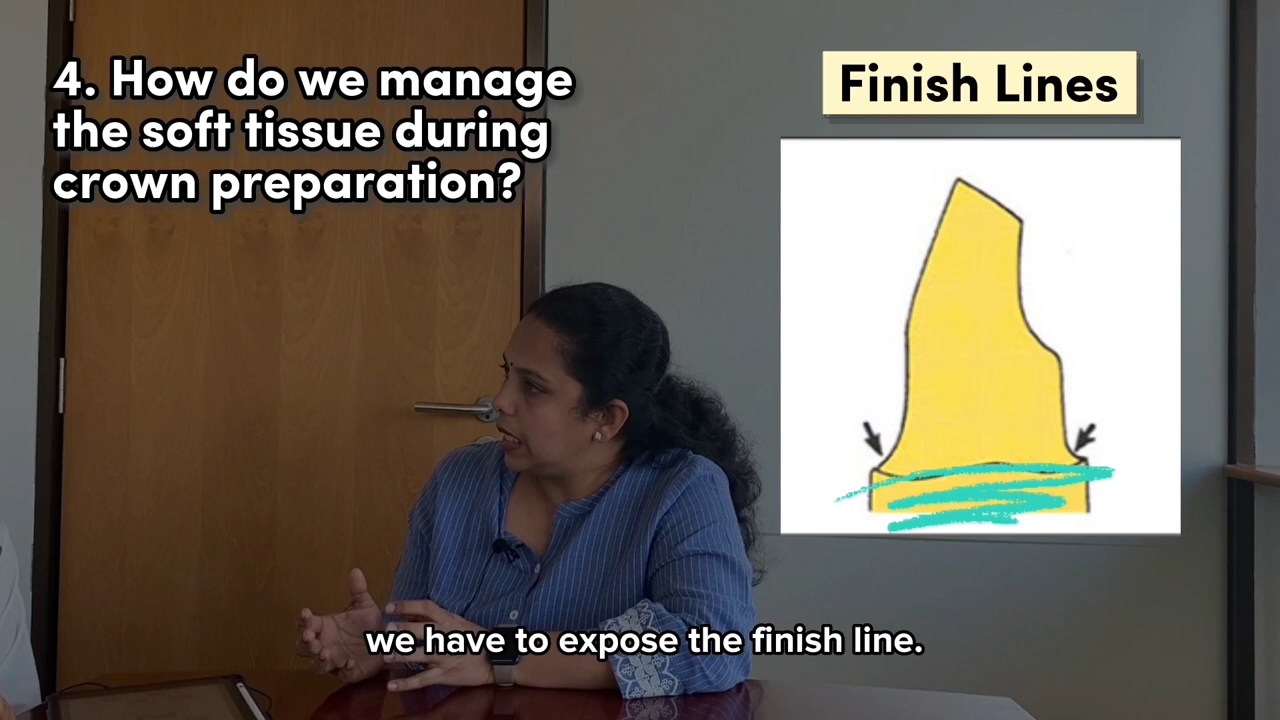 4. How do we manage
the soft tissue during
crown preparation?
Finish Lines
we have to expose the finish line.